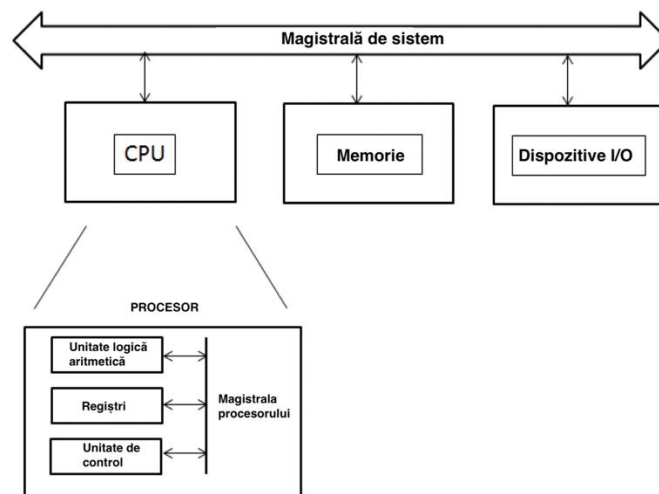 Magistrală de sistem
CPU
Memorie
Dispozitive I/O
PROCESOR
Unitate logică
aritmetică
Regiștri
Unitate de
control
Magistrala
procesorului